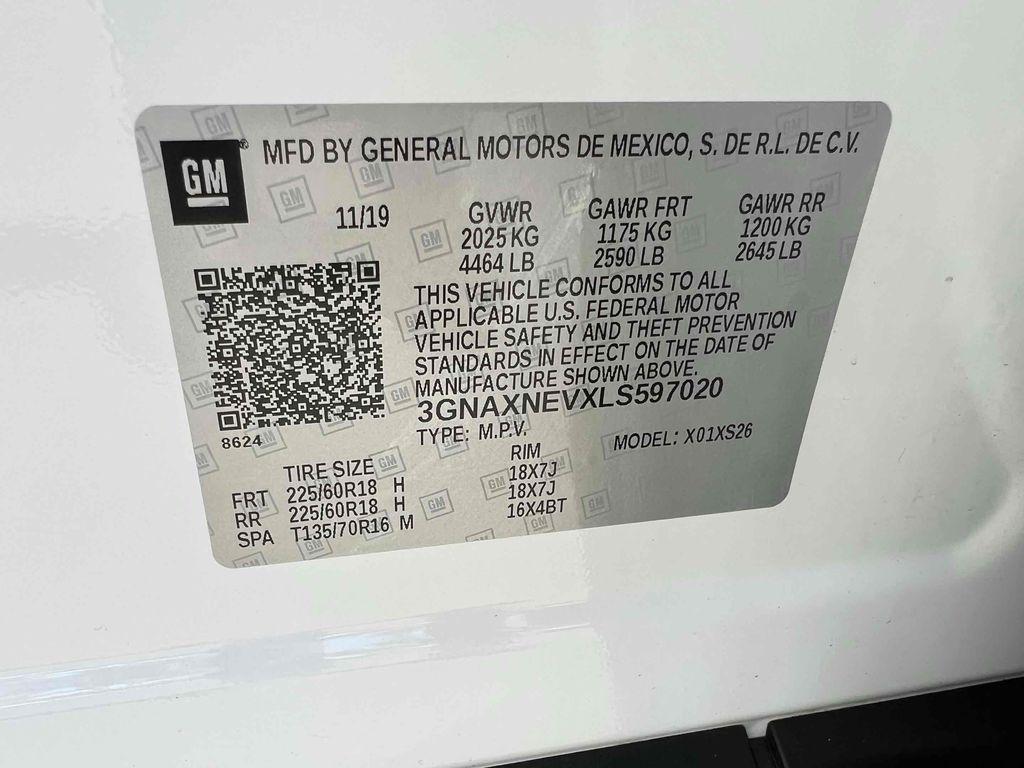 GM® MFD BY GENERAL MOTORS DE MEXICO, S. DE R.L. DE C.V.
11/19 GVWR GAWR FRT GAWR RR
2025 KG 1175 KG 1200 KG
4464 LB 2590 LB 2645 LB
THIS VEHICLE CONFORMS TO ALL
APPLICABLE U.S. FEDERAL MOTOR
VEHICLE SAFETY AND THEFT PREVENTION
STANDARDS IN EFFECT ON THE DATE OF
MANUFACTURE SHOWN ABOVE.
3GNAXNEVXLS597020
8624
TYPE: M.P.V. MODEL: X01XS26
TIRE SIZE RIM
FRT 225/60R18 H 18X7J
RR 225/60R18 H 18X7J
SPA T135/70R16 M 16X4BT